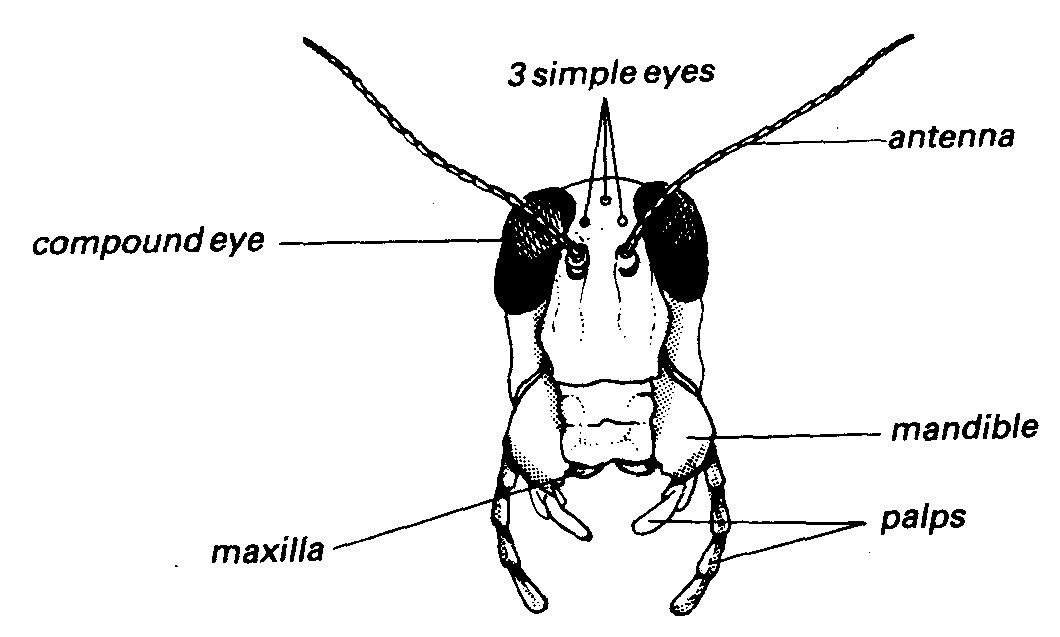 3 simple eyes
antenna
compound eye
mandible
palps
maxilla